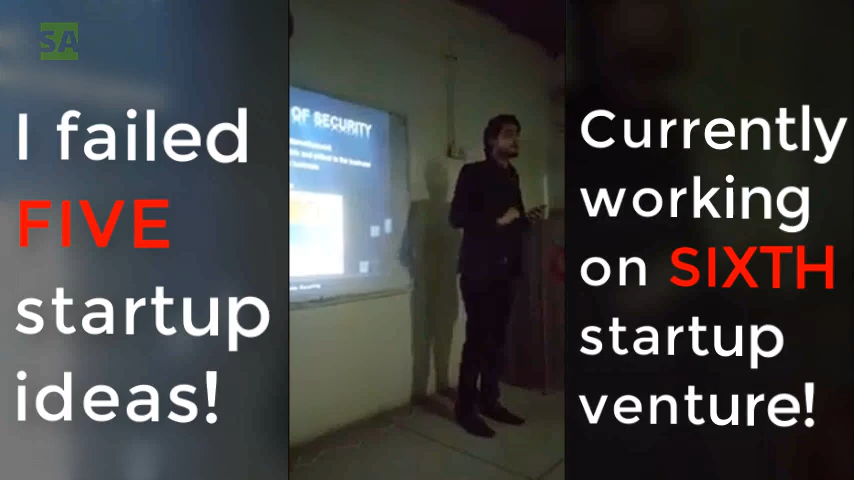 SA
I failed
FIVE
startup
ideas!
OF SECURITY
Currently
working
on SIXTH
startup
venture!